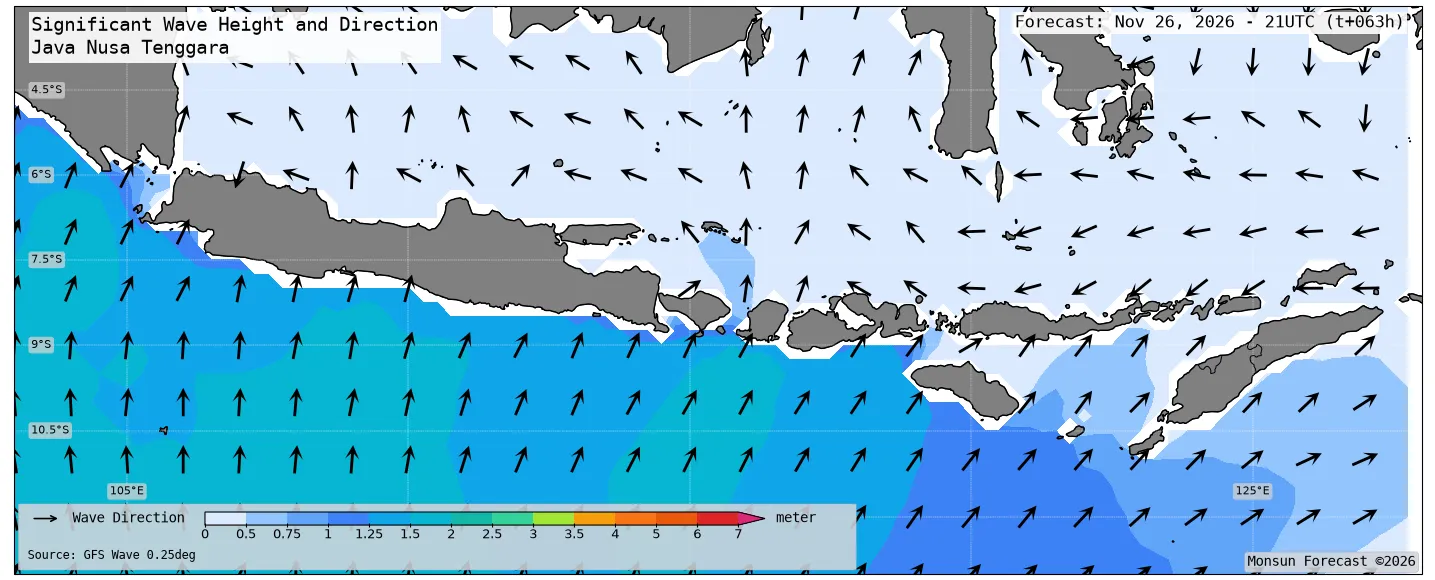 Significant Wave Height and Direction
Java Nusa Tenggara
Forecast: Nov 26, 2026 - 21UTC (t+063h)
4.5°S
6°S
7.5°S
9°S
10.5°S
105°E
125°E
Wave Direction
meter
0 0.5 0.75 1 1.25 1.5 2 2.5 3 3.5 4 5 6 7
Source: GFS Wave 0.25deg
Monsun Forecast ©2026